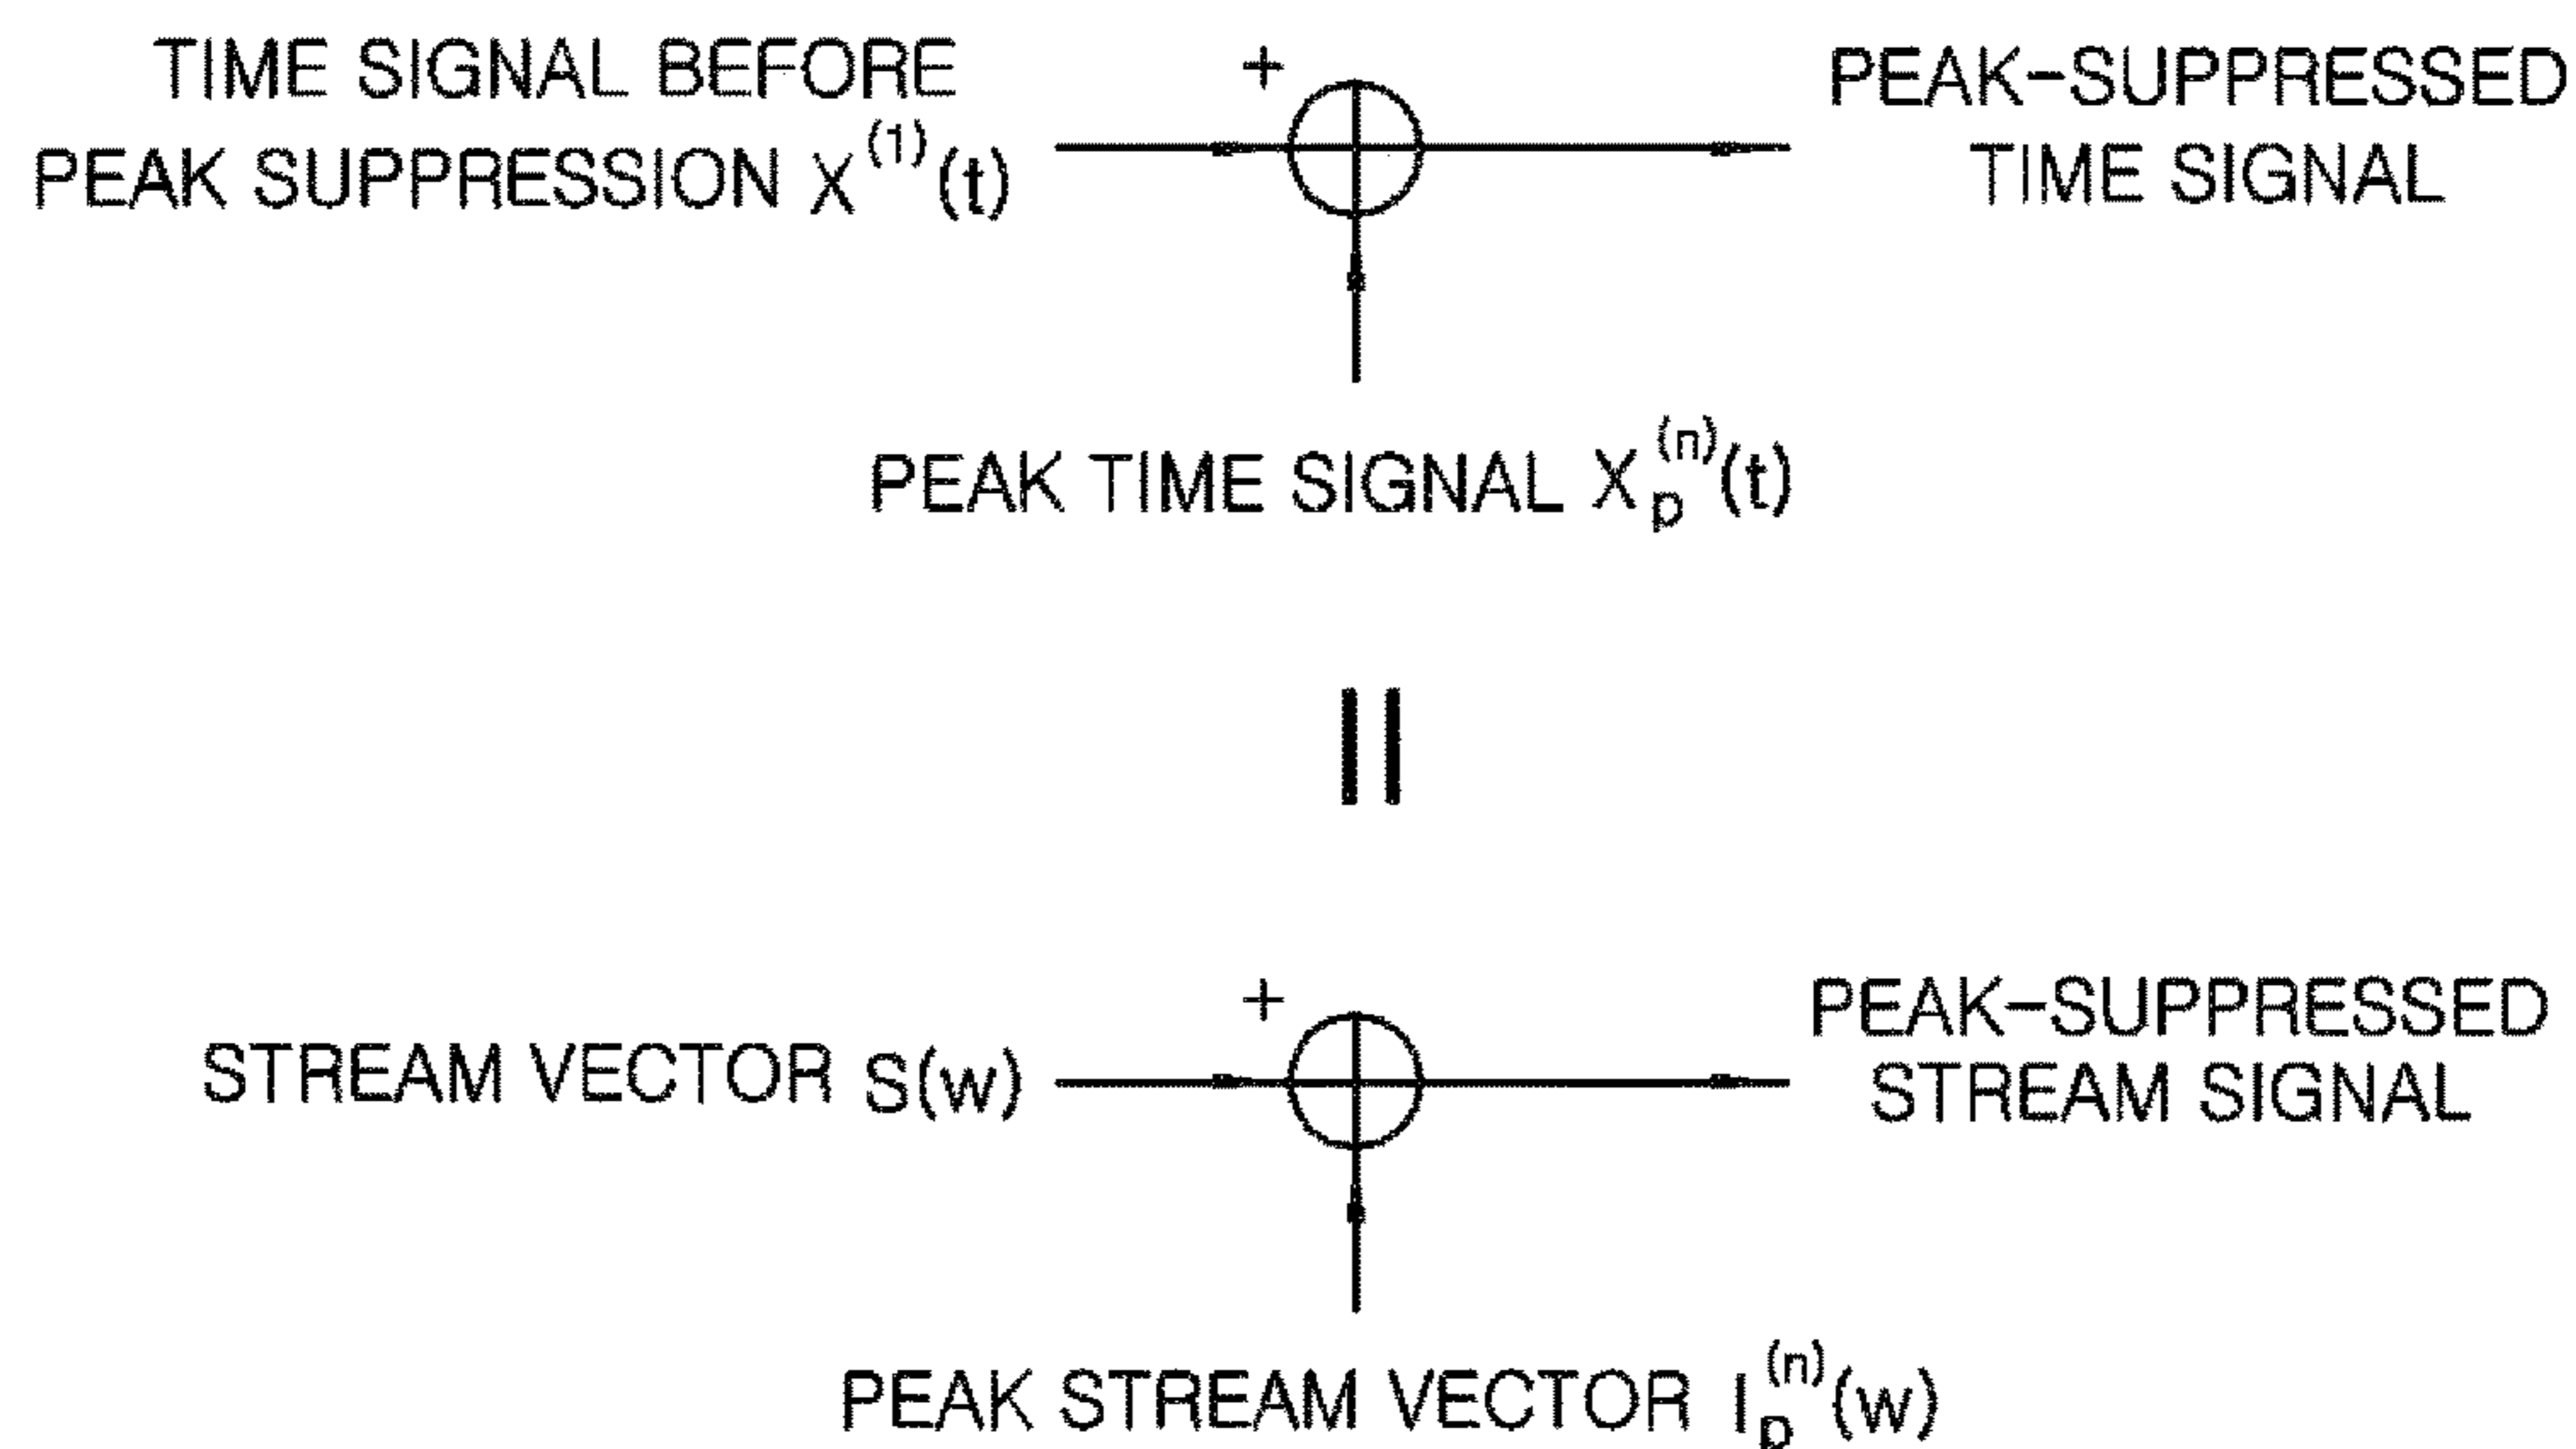 TIME SIGNAL BEFORE
PEAK SUPPRESSION X^(1)(t)
+
PEAK-SUPPRESSED
TIME SIGNAL
PEAK TIME SIGNAL X_p^(n)(t)
STREAM VECTOR S(w)
+
PEAK-SUPPRESSED
STREAM SIGNAL
PEAK STREAM VECTOR I_p^(n)(w)